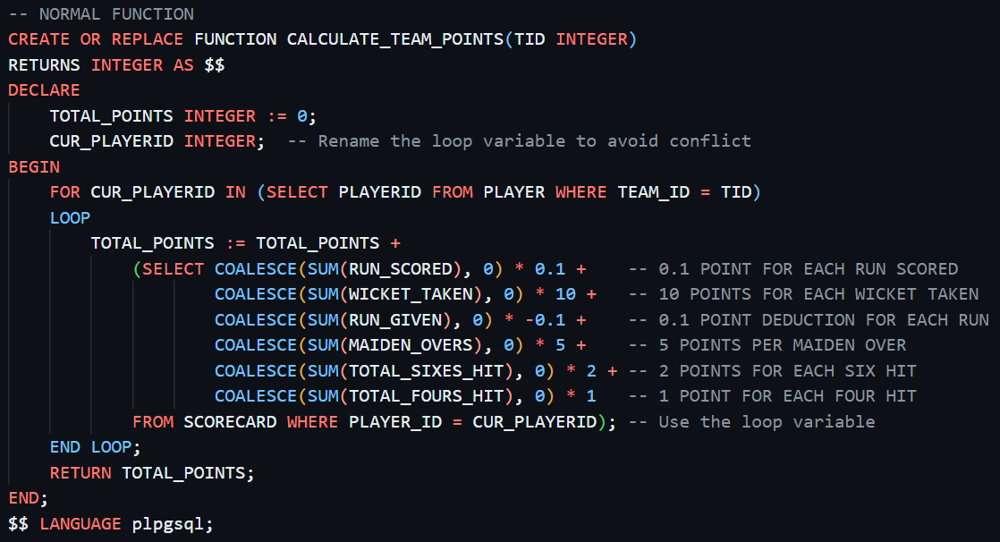 -- NORMAL FUNCTION
CREATE OR REPLACE FUNCTION CALCULATE_TEAM_POINTS(TID INTEGER)
RETURNS INTEGER AS $$
DECLARE
    TOTAL_POINTS INTEGER := 0;
    CUR_PLAYERID INTEGER;  -- Rename the loop variable to avoid conflict
BEGIN
    FOR CUR_PLAYERID IN (SELECT PLAYERID FROM PLAYER WHERE TEAM_ID = TID)
    LOOP
        TOTAL_POINTS := TOTAL_POINTS +
            (SELECT COALESCE(SUM(RUN_SCORED), 0) * 0.1 +    -- 0.1 POINT FOR EACH RUN SCORED
                    COALESCE(SUM(WICKET_TAKEN), 0) * 10 +   -- 10 POINTS FOR EACH WICKET TAKEN
                    COALESCE(SUM(RUN_GIVEN), 0) * -0.1 +    -- 0.1 POINT DEDUCTION FOR EACH RUN
                    COALESCE(SUM(MAIDEN_OVERS), 0) * 5 +    -- 5 POINTS PER MAIDEN OVER
                    COALESCE(SUM(TOTAL_SIXES_HIT), 0) * 2 + -- 2 POINTS FOR EACH SIX HIT
                    COALESCE(SUM(TOTAL_FOURS_HIT), 0) * 1   -- 1 POINT FOR EACH FOUR HIT
            FROM SCORECARD WHERE PLAYER_ID = CUR_PLAYERID); -- Use the loop variable
    END LOOP;
    RETURN TOTAL_POINTS;
END;
$$ LANGUAGE plpgsql;